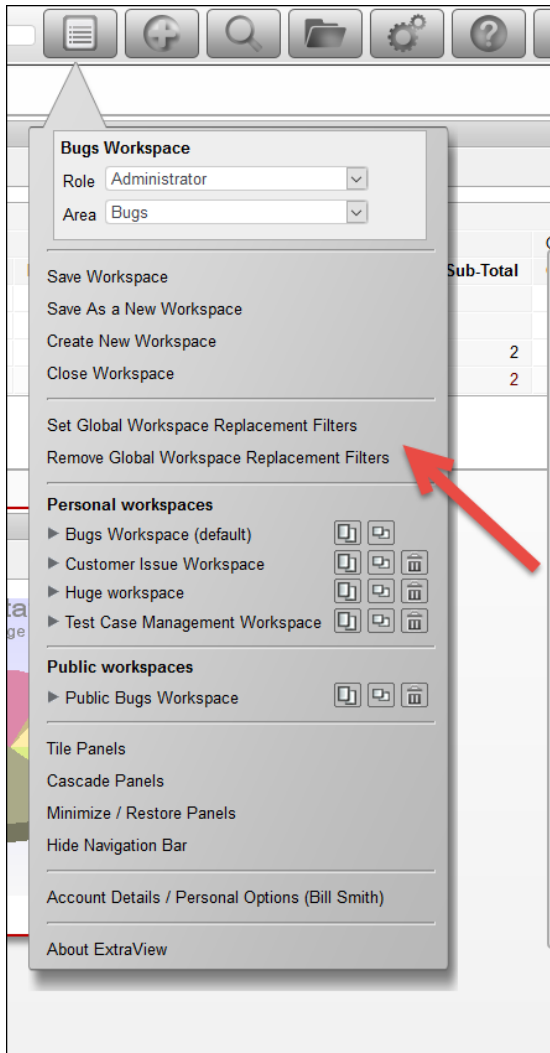 Bugs Workspace
Role Administrator
Area Bugs
Sub-Total
Save Workspace
Save As a New Workspace
Create New Workspace
2
Close Workspace
2
Set Global Workspace Replacement Filters
Remove Global Workspace Replacement Filters
Personal workspaces
Bugs Workspace (default)
Customer Issue Workspace
Huge workspace
Test Case Management Workspace
Public workspaces
Public Bugs Workspace
Tile Panels
Cascade Panels
Minimize / Restore Panels
Hide Navigation Bar
Account Details / Personal Options (Bill Smith)
About ExtraView